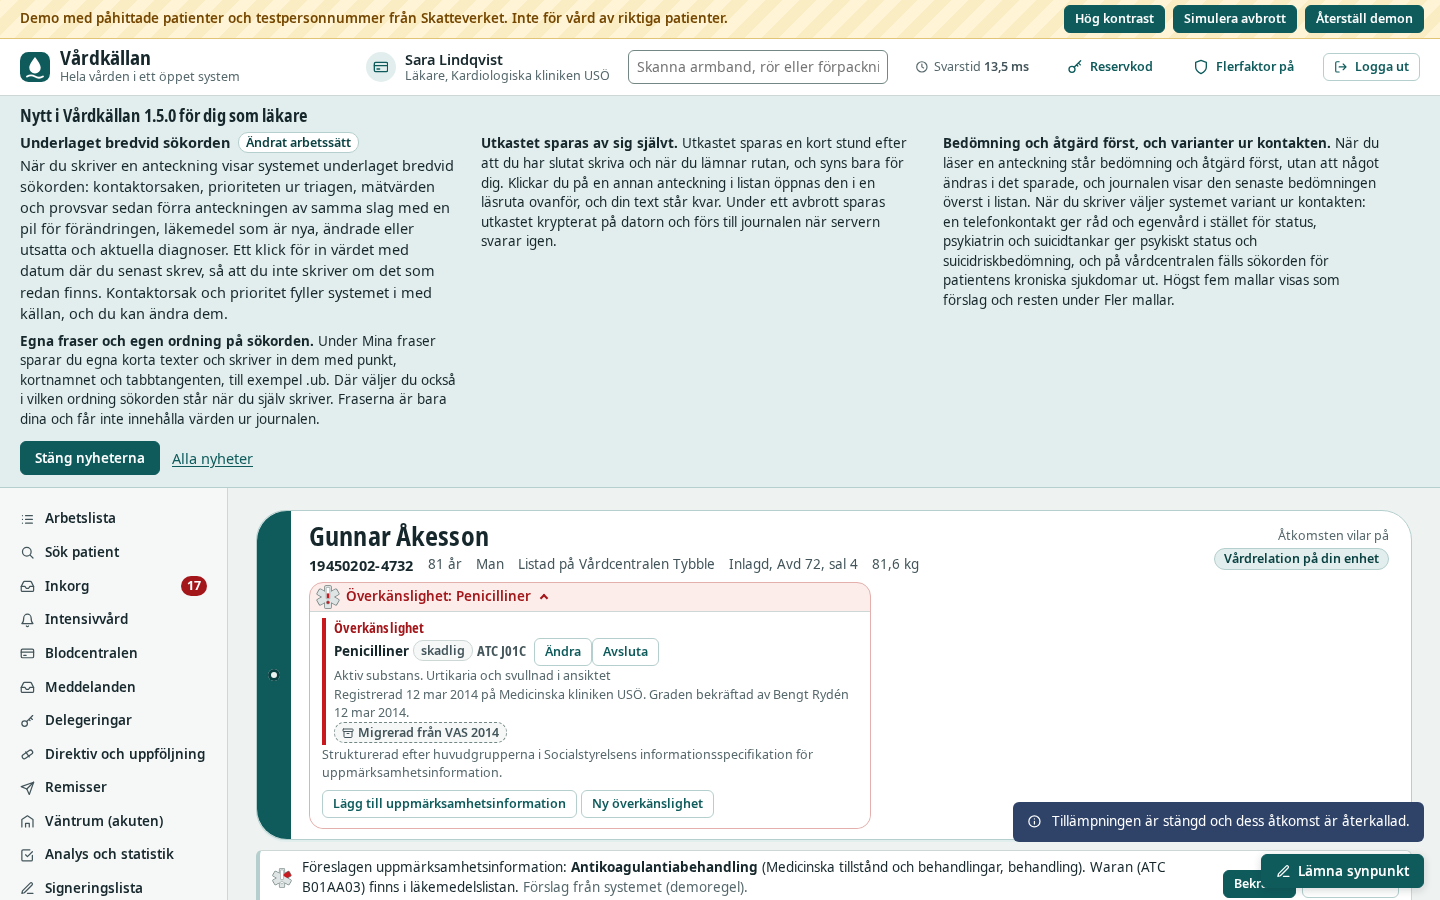 Demo med påhittade patienter och testpersonnummer från Skatteverket. Inte för vård av riktiga patienter.
Hög kontrast
Simulera avbrott
Återställ demon
Vårdkällan
Hela vården i ett öppet system
Sara Lindqvist
Läkare, Kardiologiska kliniken USÖ
Skanna armband, rör eller förpackni
Svarstid 13,5 ms
Reservkod
Flerfaktor på
Logga ut
Nytt i Vårdkällan 1.5.0 för dig som läkare
Underlaget bredvid sökorden
Ändrat arbetssätt
När du skriver en anteckning visar systemet underlaget bredvid
sökorden: kontaktorsaken, prioriteten ur triagen, mätvärden
och provsvar sedan förra anteckningen av samma slag med en
pil för förändringen, läkemedel som är nya, ändrade eller
utsatta och aktuella diagnoser. Ett klick för in värdet med
datum där du senast skrev, så att du inte skriver om det som
redan finns. Kontaktorsak och prioritet fyller systemet i med
källan, och du kan ändra dem.
Egna fraser och egen ordning på sökorden. Under Mina fraser
sparar du egna korta texter och skriver in dem med punkt,
kortnamnet och tabbtangenten, till exempel .ub. Där väljer du också
i vilken ordning sökorden står när du själv skriver. Fraserna är bara
dina och får inte innehålla värden ur journalen.
Utkastet sparas av sig självt. Utkastet sparas en kort stund efter
att du har slutat skriva och när du lämnar rutan, och syns bara för
dig. Klickar du på en annan anteckning i listan öppnas den i en
läsruta ovanför, och din text står kvar. Under ett avbrott sparas
utkastet krypterat på datorn och förs till journalen när servern
svarar igen.
Bedömning och åtgärd först, och varianter ur kontakten. När du
läser en anteckning står bedömning och åtgärd först, utan att något
ändras i det sparade, och journalen visar den senaste bedömningen
överst i listan. När du skriver väljer systemet variant ur kontakten:
en telefonkontakt ger råd och egenvård i stället för status,
psykiatrin och suicidtankar ger psykiskt status och
suicidriskbedömning, och på vårdcentralen fälls sökorden för
patientens kroniska sjukdomar ut. Högst fem mallar visas som
förslag och resten under Fler mallar.
Stäng nyheterna
Alla nyheter
Arbetslista
Sök patient
Inkorg
17
Intensivvård
Blodcentralen
Meddelanden
Delegeringar
Direktiv och uppföljning
Remisser
Väntrum (akuten)
Analys och statistik
Signeringslista
Gunnar Åkesson
19450202-4732
81 år
Man
Listad på Vårdcentralen Tybble
Inlagd, Avd 72, sal 4
81,6 kg
Åtkomsten vilar på
Vårdrelation på din enhet
Överkänslighet: Penicilliner
Överkänslighet
Penicilliner
skadlig
ATC J01C
Ändra
Avsluta
Aktiv substans. Urtikaria och svullnad i ansiktet
Registrerad 12 mar 2014 på Medicinska kliniken USÖ. Graden bekräftad av Bengt Rydén
12 mar 2014.
Migrerad från VAS 2014
Strukturerad efter huvudgrupperna i Socialstyrelsens informationsspecifikation för
uppmärksamhetsinformation.
Lägg till uppmärksamhetsinformation
Ny överkänslighet
Tillämpningen är stängd och dess åtkomst är återkallad.
Föreslagen uppmärksamhetsinformation: Antikoagulantiabehandling (Medicinska tillstånd och behandlingar, behandling). Waran (ATC
B01AA03) finns i läkemedelslistan. Förslag från systemet (demoregel).
Lämna synpunkt